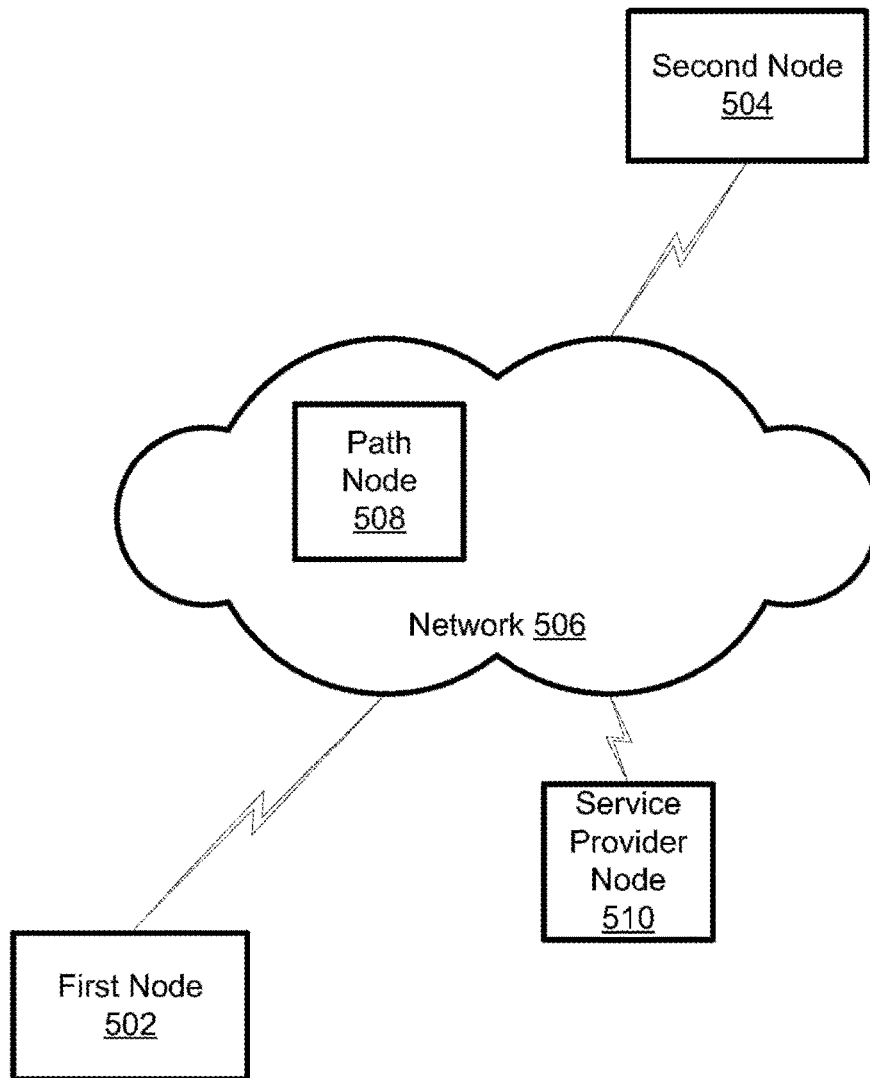 Second Node
504
Path
Node
508
Network 506
Service
Provider
Node
510
First Node
502